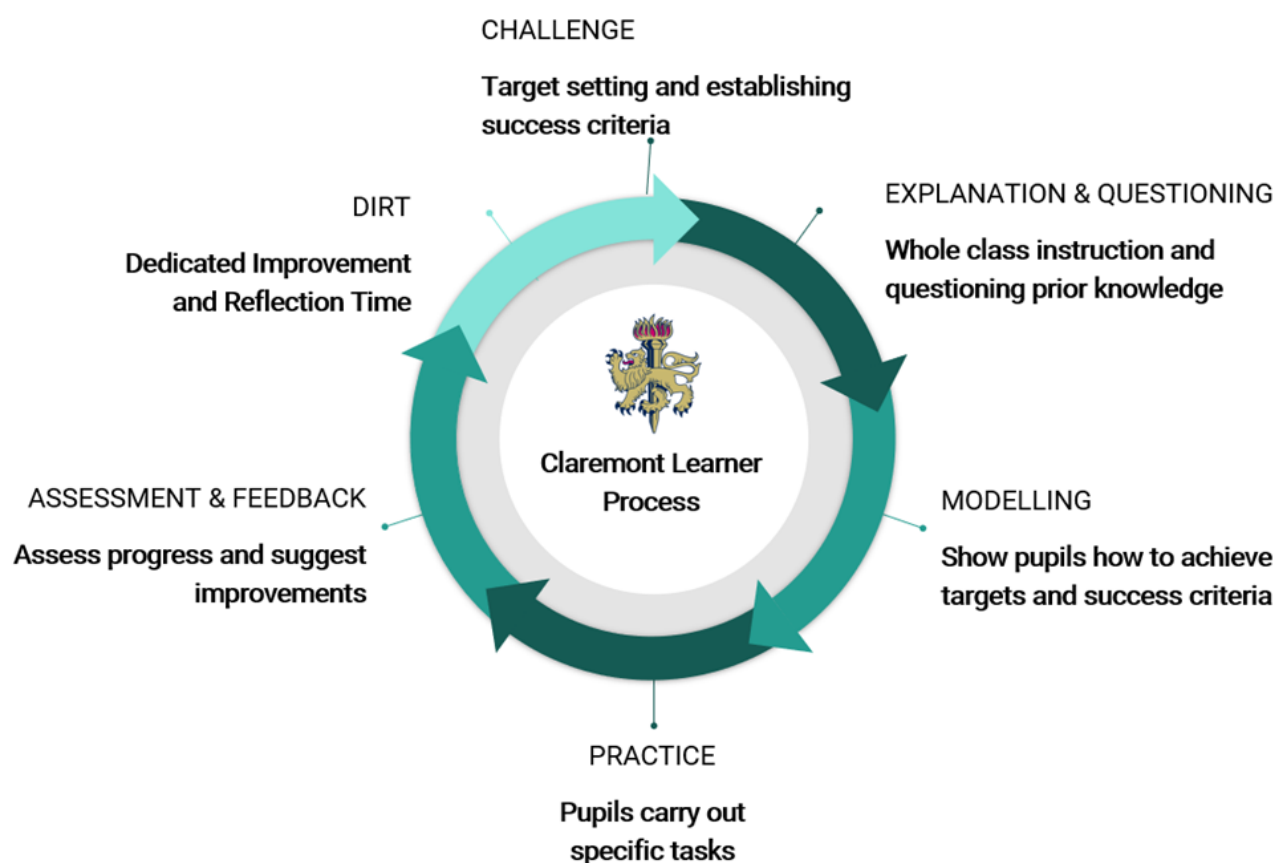 CHALLENGE
Target setting and establishing
success criteria
EXPLANATION & QUESTIONING
Whole class instruction and
questioning prior knowledge
MODELLING
Show pupils how to achieve
targets and success criteria
PRACTICE
Pupils carry out
specific tasks
ASSESSMENT & FEEDBACK
Assess progress and suggest
improvements
DIRT
Dedicated Improvement
and Reflection Time
Claremont Learner
Process